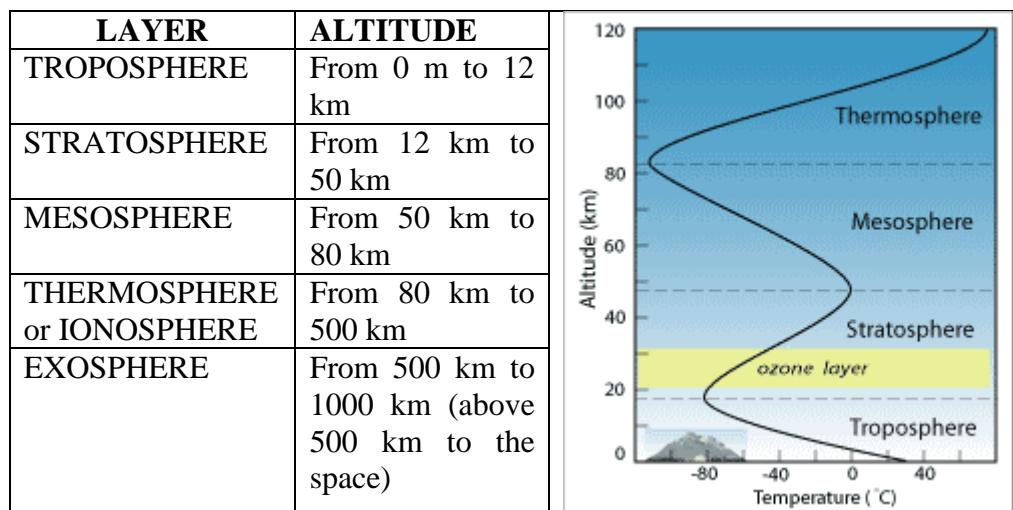 LAYER ALTITUDE
TROPOSPHERE From 0 m to 12
km
STRATOSPHERE From 12 km to
50 km
MESOSPHERE From 50 km to
80 km
THERMOSPHERE From 80 km to
or IONOSPHERE 500 km
EXOSPHERE From 500 km to
1000 km (above
500 km to the
space)
120
100
80
60
40
20
0
Altitude (km)
Thermosphere
Mesosphere
Stratosphere
ozone layer
Troposphere
-80 -40 0 40
Temperature (°C)